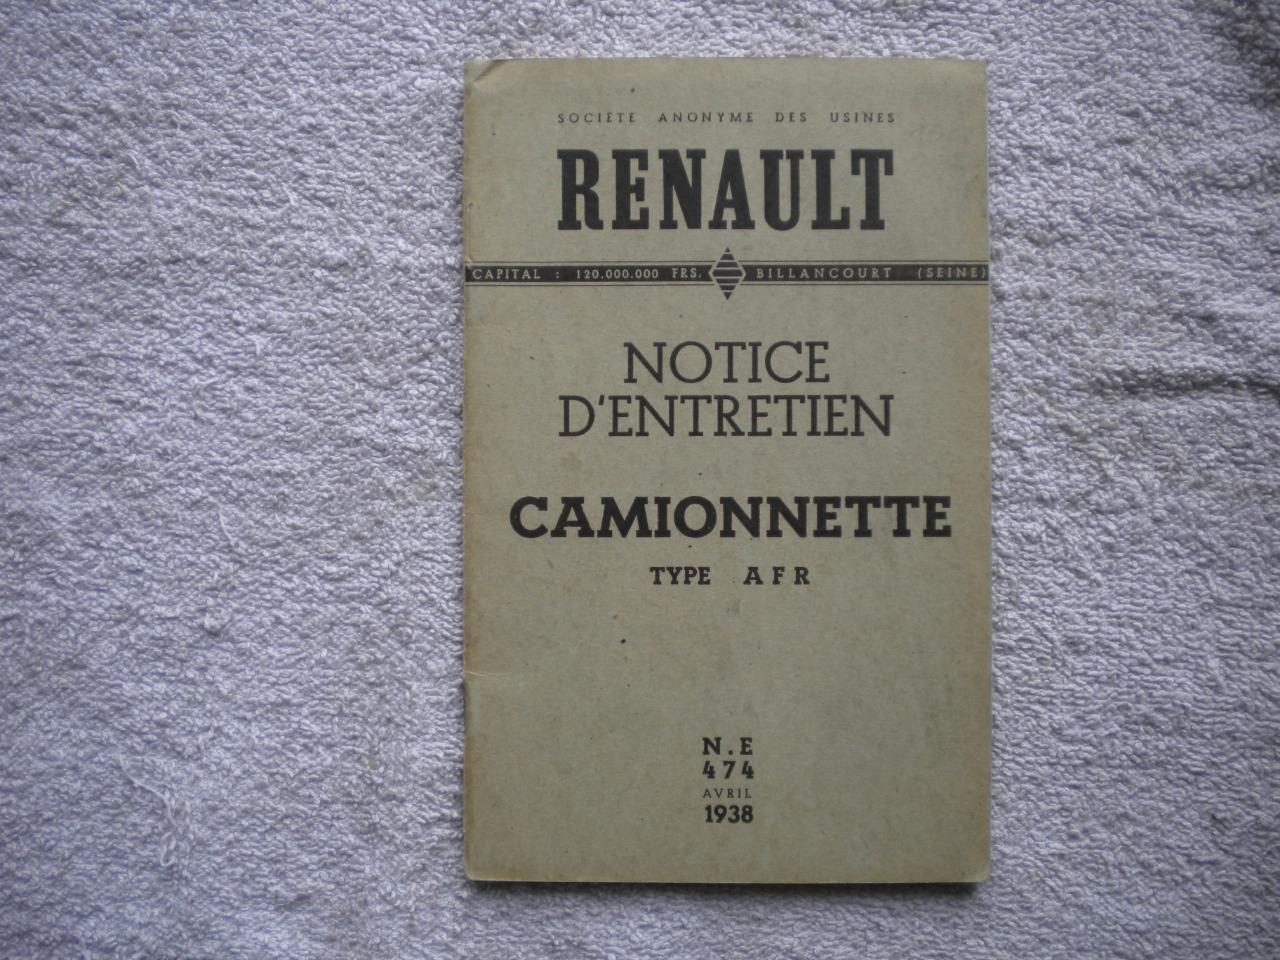 SOCIÉTÉ ANONYME DES USINES
RENAULT
CAPITAL : 120.000.000 FRS. BILLANCOURT (SEINE)
NOTICE
D'ENTRETIEN
CAMIONNETTE
TYPE AFR
N.E
474
AVRIL
1938